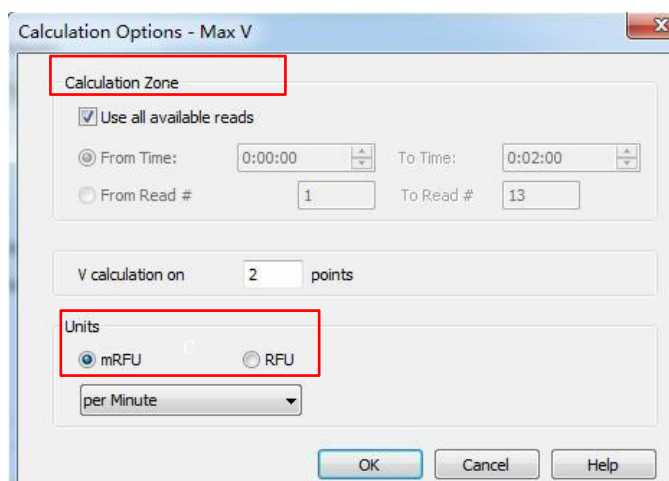 Calculation Options - Max V
Calculation Zone
Use all available reads
From Time: 0:00:00 To Time: 0:02:00
From Read # 1 To Read # 13
V calculation on 2 points
Units
mRFU RFU
per Minute
OK Cancel Help